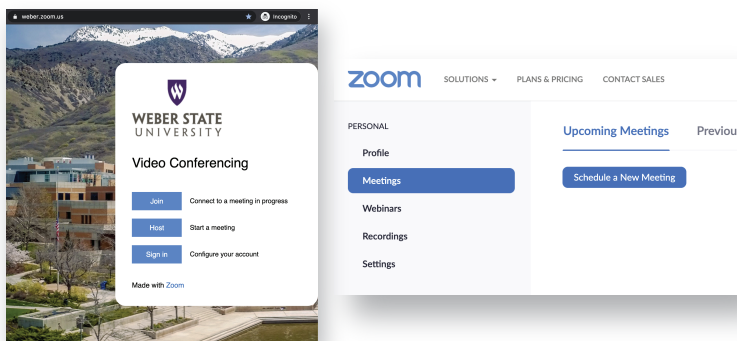 weber.zoom.us
Incognito
WEBER STATE
UNIVERSITY
Video Conferencing
Join Connect to a meeting in progress
Host Start a meeting
Sign in Configure your account
Made with Zoom
zoom SOLUTIONS PLANS & PRICING CONTACT SALES
PERSONAL
Profile
Meetings
Webinars
Recordings
Settings
Upcoming Meetings Previou
Schedule a New Meeting